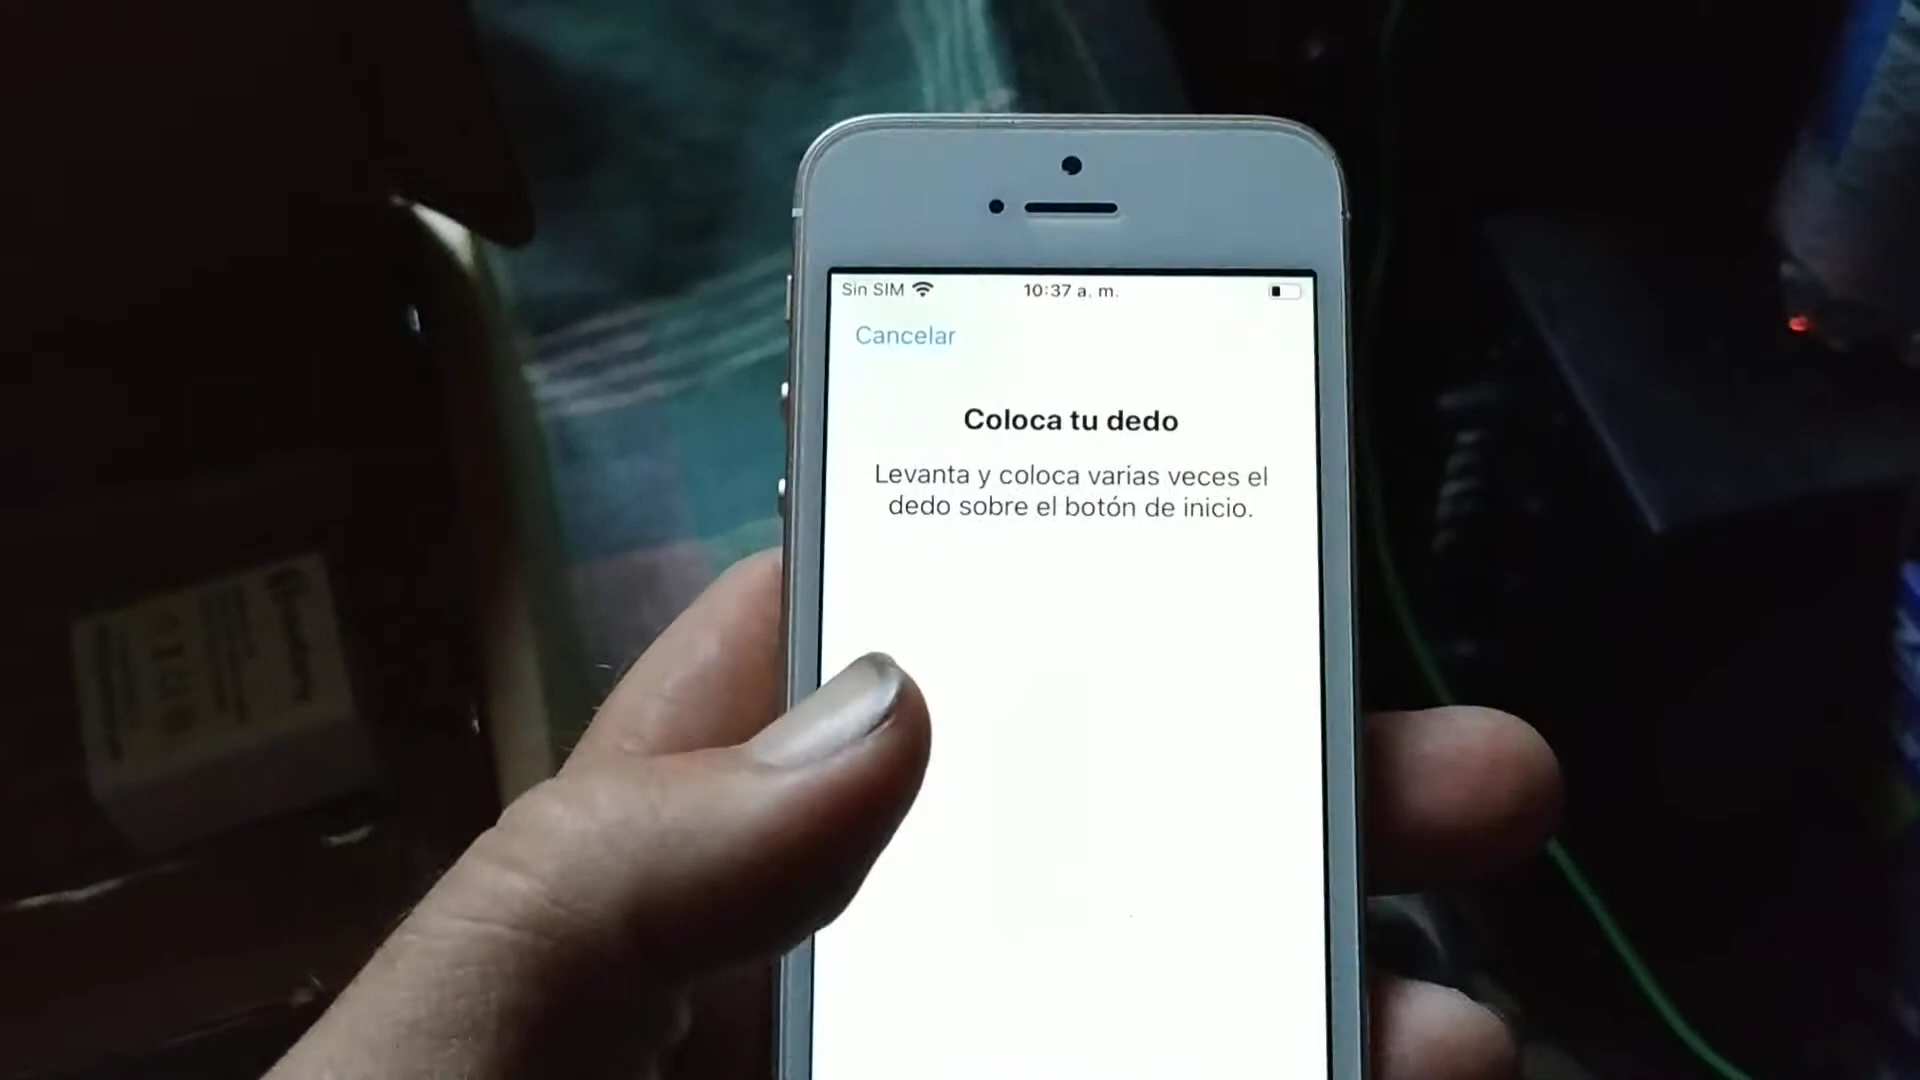 Sin SIM
10:37 a. m.
Cancelar
Coloca tu dedo
Levanta y coloca varias veces el
dedo sobre el botón de inicio.